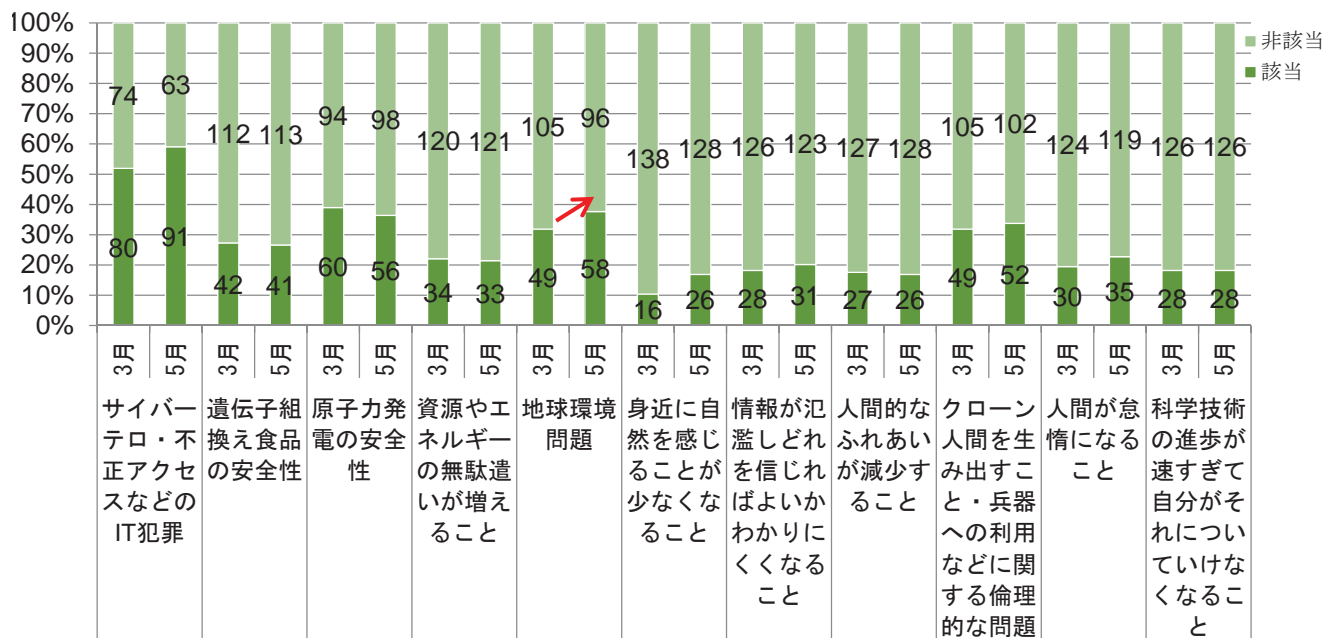 100%
90%
80%
70%
60%
50%
40%
30%
20%
10%
0%
非該当
該当
74 63 112 113 94 98 120 121 105 96 138 128 126 123 127 128 105 102 124 119 126 126
80 91 42 41 60 56 34 33 49 58 16 26 28 31 27 26 49 52 30 35 28 28
3月 5月 3月 5月 3月 5月 3月 5月 3月 5月 3月 5月 3月 5月 3月 5月 3月 5月 3月 5月 3月 5月
サイバー
テロ・不
正アクセ
スなどの
IT犯罪
遺伝子組
換え食品
の安全性
原子力発
電の安全
性
資源やエ
ネルギー
の無駄遣
いが増え
ること
地球環境
問題
身近に自
然を感じ
ることが
少なくな
ること
情報が氾
濫しどれ
を信じれ
ばよいか
わかりに
くくなる
こと
人間的な
ふれあい
が減少す
ること
クローン
人間を生
み出すこ
と・兵器
への利用
などに関
する倫理
的な問題
人間が怠
惰になる
こと
科学技術
の進歩が
速すぎて
自分がそ
れについ
ていけな
くなるこ
と